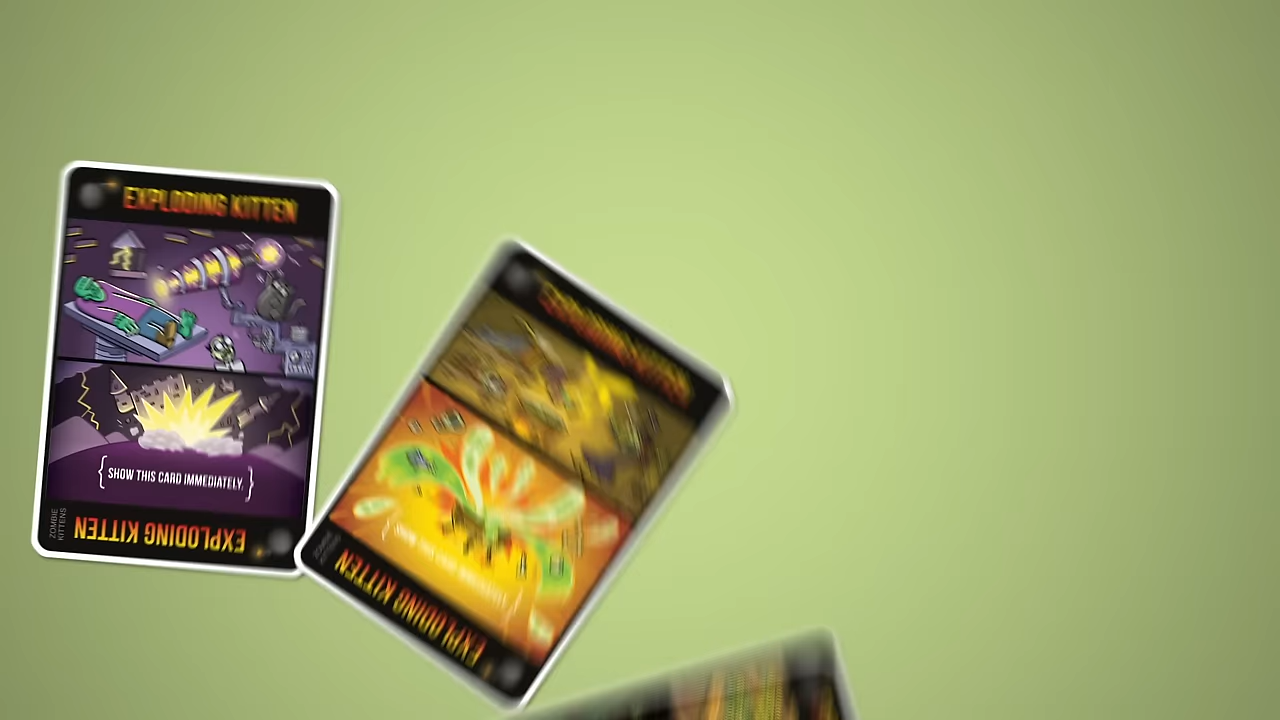 EXPLODING KITTEN
{SHOW THIS CARD IMMEDIATELY.}
ZOMBIE
KITTENS
EXPLODING KITTEN
EXPLODING KITTEN